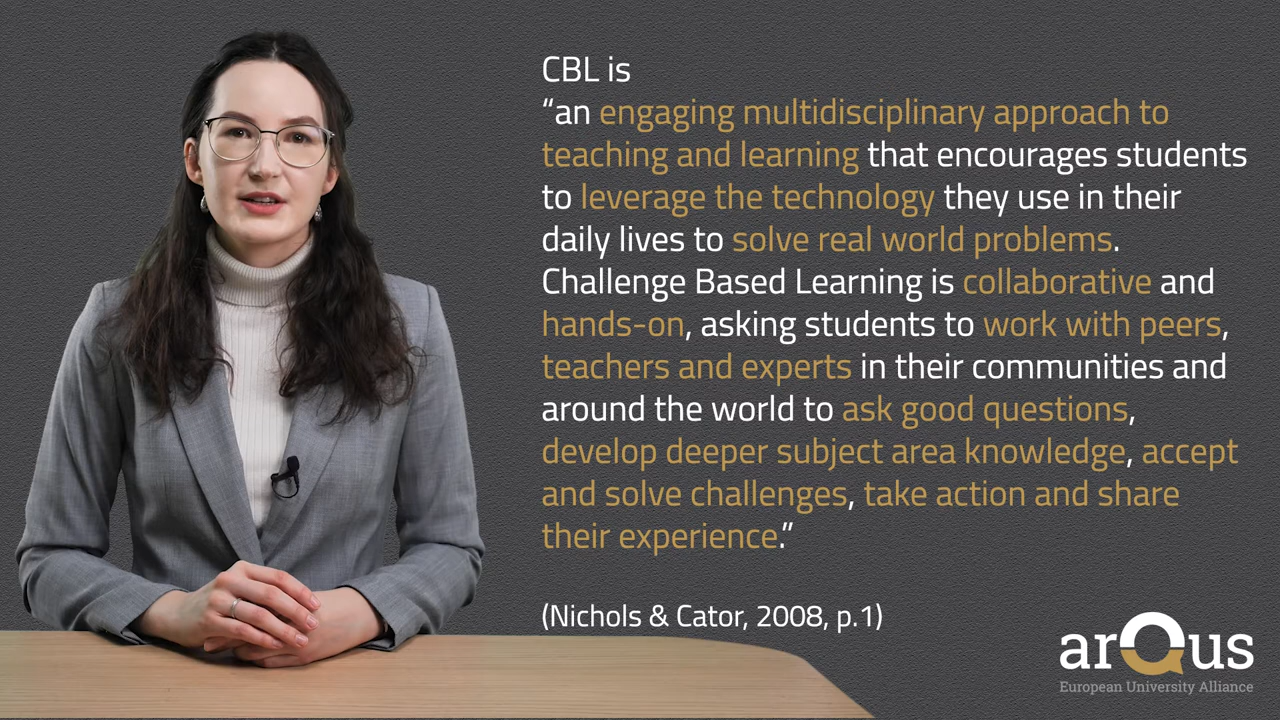 CBL is
“an engaging multidisciplinary approach to
teaching and learning that encourages students
to leverage the technology they use in their
daily lives to solve real world problems.
Challenge Based Learning is collaborative and
hands-on, asking students to work with peers,
teachers and experts in their communities and
around the world to ask good questions,
develop deeper subject area knowledge, accept
and solve challenges, take action and share
their experience.”
(Nichols & Cator, 2008, p.1)
arQus
European University Alliance